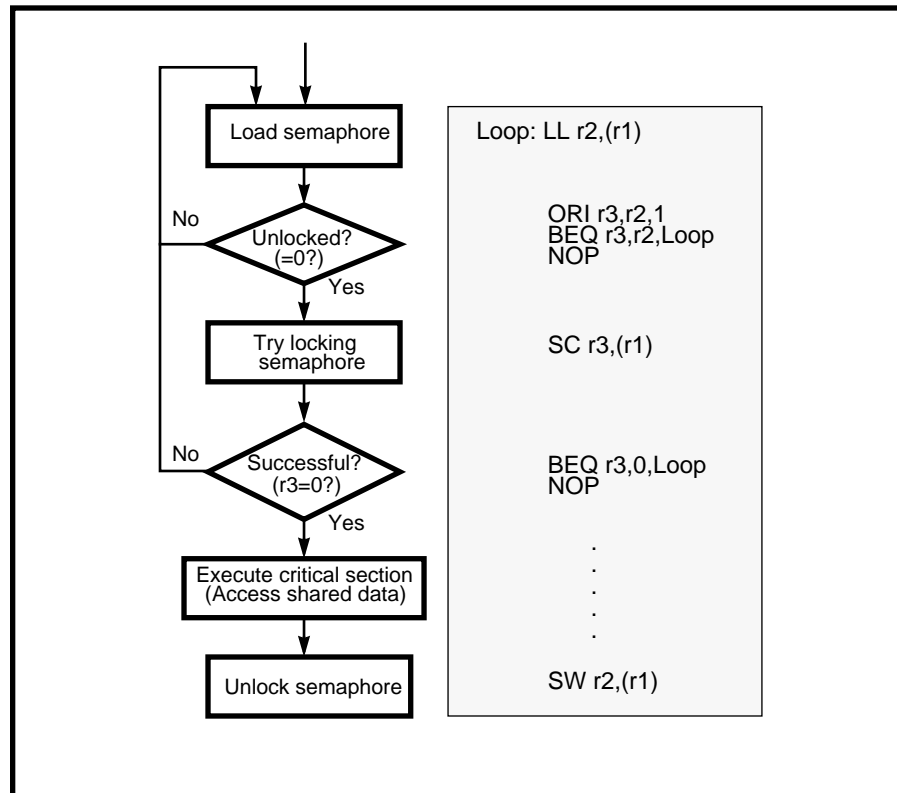 Load semaphore
No
Unlocked?
(=0?)
Yes
Try locking
semaphore
No
Successful?
(r3=0?)
Yes
Execute critical section
(Access shared data)
Unlock semaphore
Loop: LL r2,(r1)
ORI r3,r2,1
BEQ r3,r2,Loop
NOP
SC r3,(r1)
BEQ r3,0,Loop
NOP
.
.
.
.
.
SW r2,(r1)